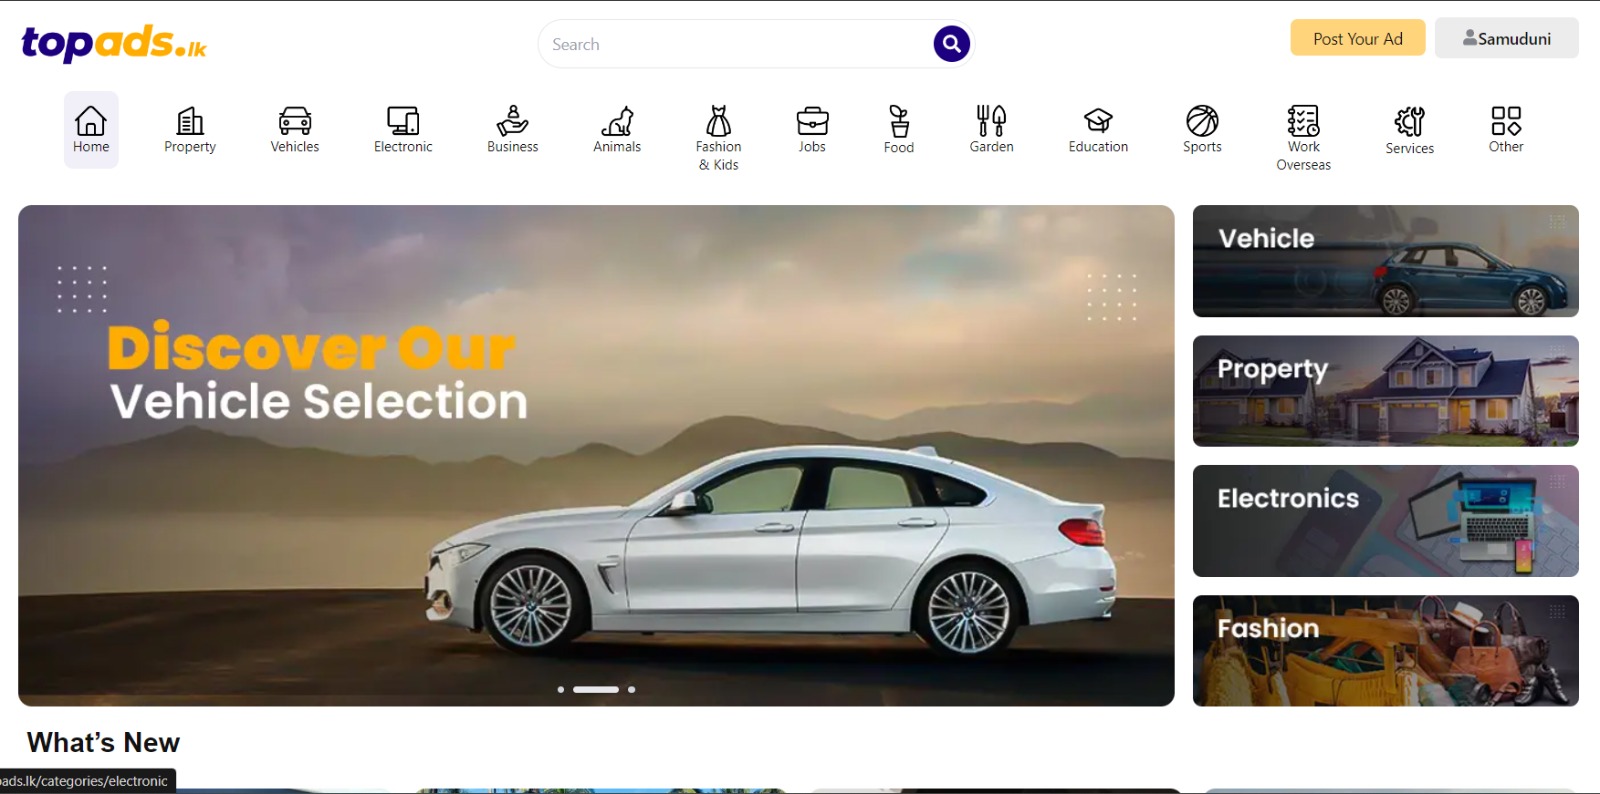 topads.lk
Search
Post Your Ad
Samuduni
Home
Property
Vehicles
Electronic
Business
Animals
Fashion
& Kids
Jobs
Food
Garden
Education
Sports
Work
Overseas
Services
Other
Discover Our
Vehicle Selection
Vehicle
Property
Electronics
Fashion
What's New
ads.lk/categories/electronic